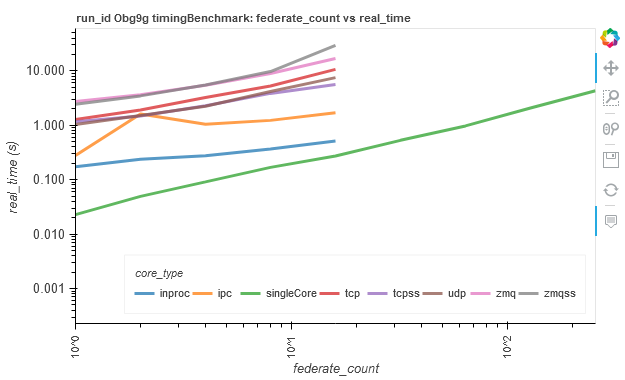 run_id Obg9g timingBenchmark: federate_count vs real_time
10.000
1.000
0.100
0.010
0.001
real_time (s)
core_type
inproc ipc singleCore tcp tcpss udp zmq zmqss
10^0 10^1 10^2
federate_count